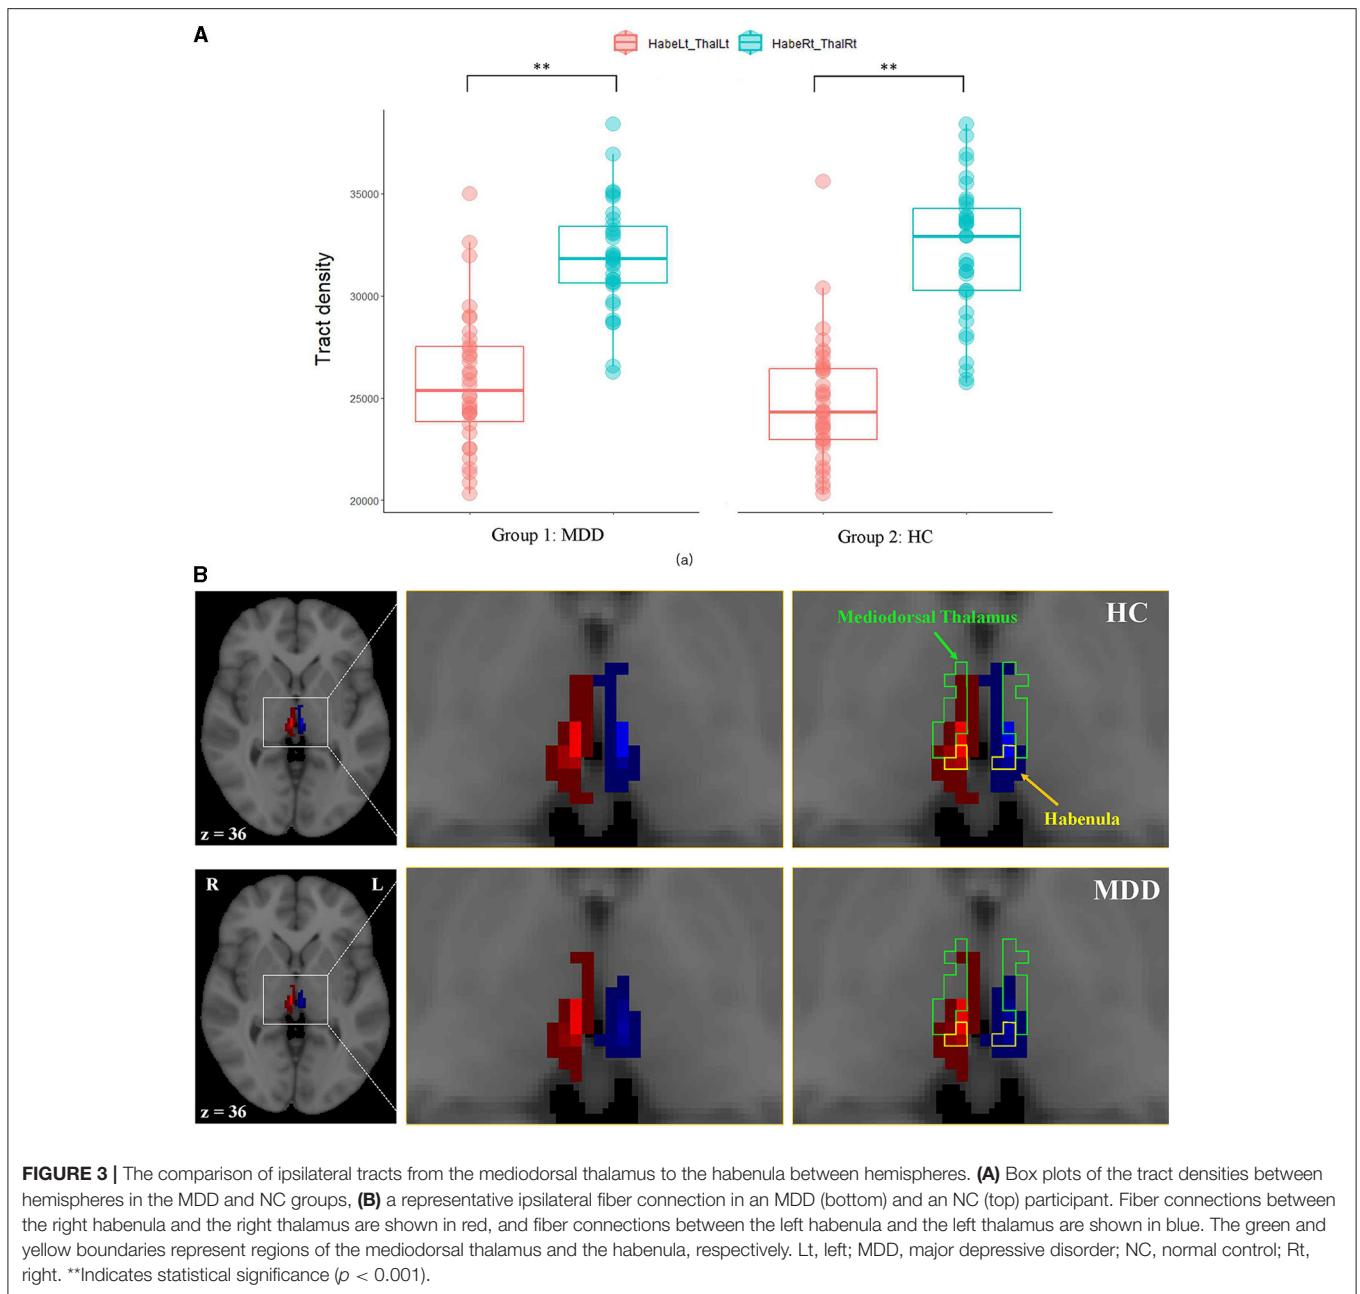 A
HabeLt_ThalLt HabeRt_ThalRt
** **
Tract density
35000
30000
25000
20000
Group 1: MDD Group 2: HC
(a)
B
Mediodorsal Thalamus
HC
Habenula
z = 36
R L
MDD
z = 36
FIGURE 3 | The comparison of ipsilateral tracts from the mediodorsal thalamus to the habenula between hemispheres. (A) Box plots of the tract densities between
hemispheres in the MDD and NC groups, (B) a representative ipsilateral fiber connection in an MDD (bottom) and an NC (top) participant. Fiber connections between
the right habenula and the right thalamus are shown in red, and fiber connections between the left habenula and the left thalamus are shown in blue. The green and
yellow boundaries represent regions of the mediodorsal thalamus and the habenula, respectively. Lt, left; MDD, major depressive disorder; NC, normal control; Rt,
right. **Indicates statistical significance (p < 0.001).